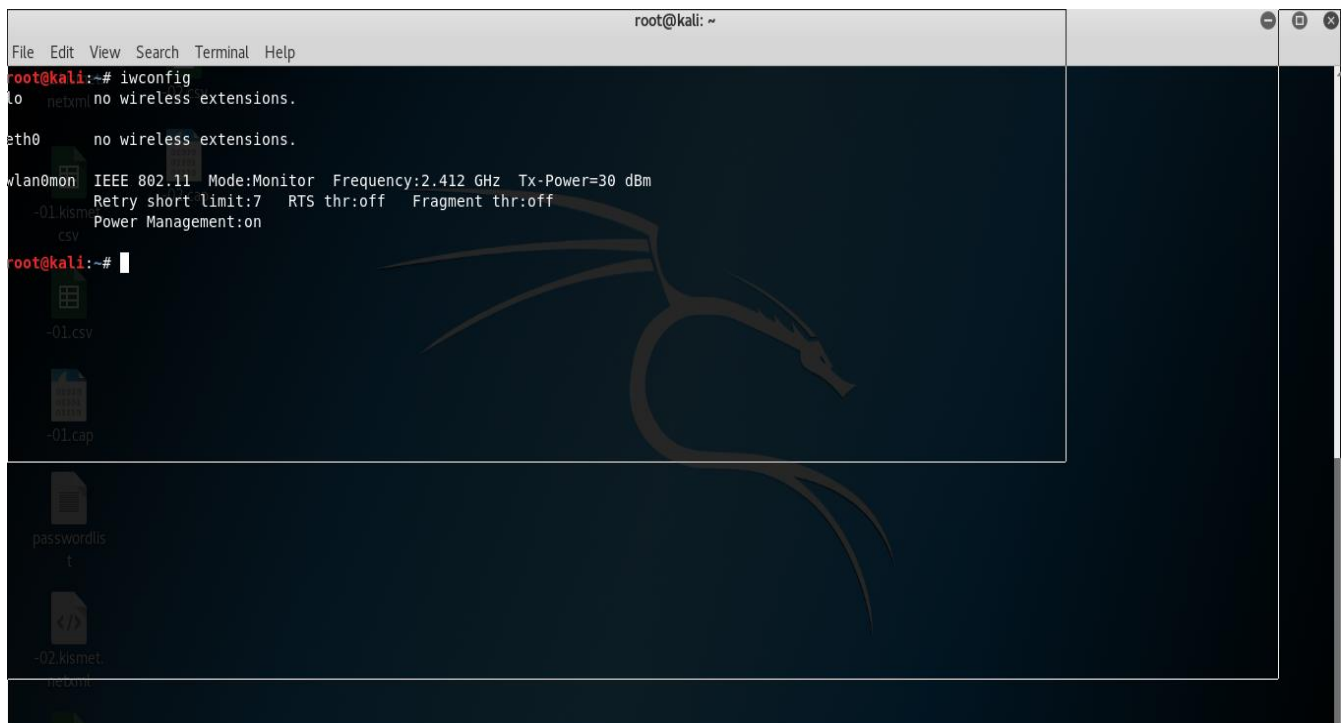 root@kali: ~
File Edit View Search Terminal Help
root@kali:~# iwconfig
lo no wireless extensions.
eth0 no wireless extensions.
wlan0mon IEEE 802.11 Mode:Monitor Frequency:2.412 GHz Tx-Power=30 dBm
Retry short limit:7 RTS thr:off Fragment thr:off
Power Management:on
root@kali:~#
netxml
-01.kismet.
csv
-01.csv
-01.cap
passwordlis
t
-02.kismet.
netxml